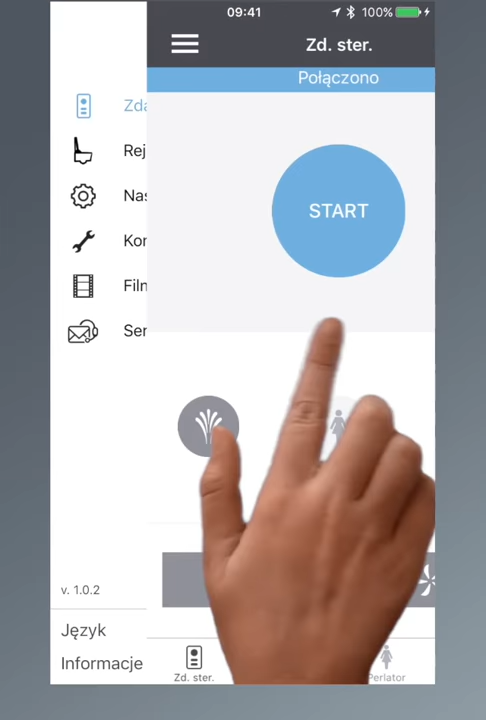 09:41
100%
Zd. ster.
Połączono
Zda
Rej
START
Nas
Kon
Film
Ser
v. 1.0.2
Język
Informacje
Zd. ster.
Perlator